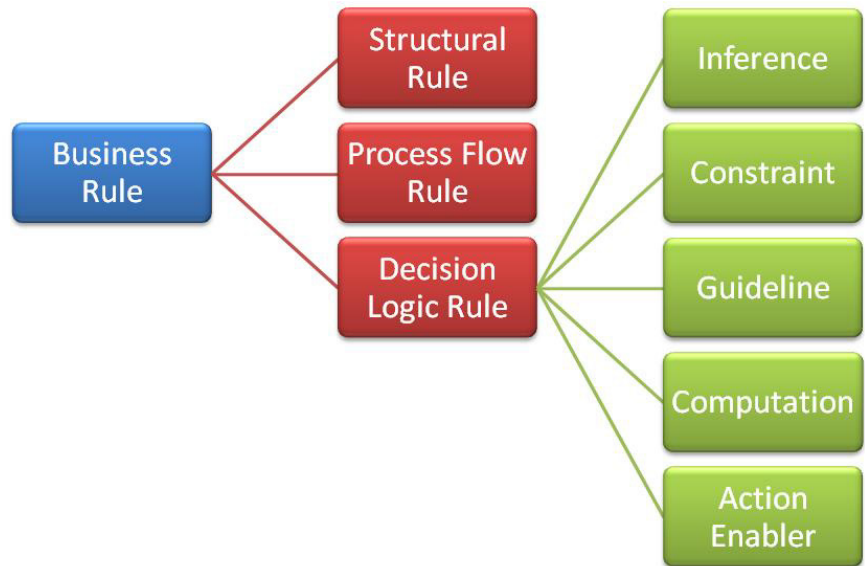 Business
Rule
Structural
Rule
Process Flow
Rule
Decision
Logic Rule
Inference
Constraint
Guideline
Computation
Action
Enabler